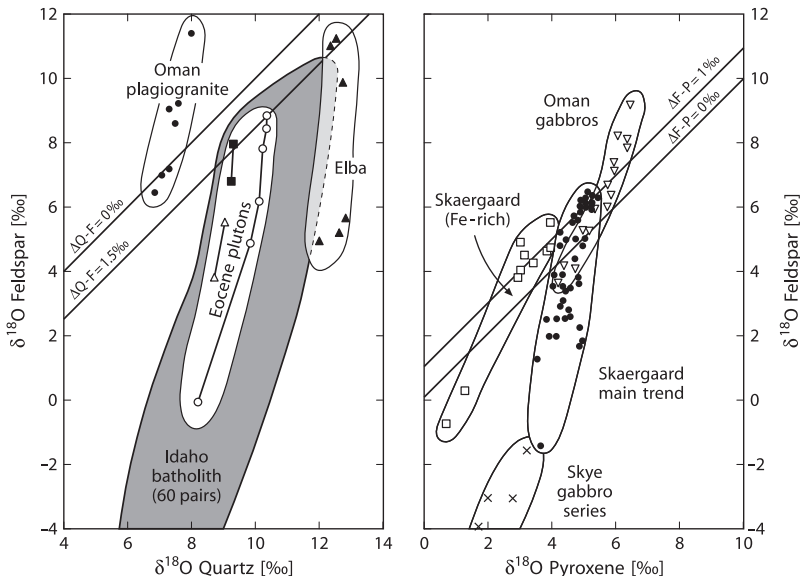 12
10
8
6
4
2
0
−2
−4
δ¹⁸O Feldspar [‰]
4
6
8
10
12
14
δ¹⁸O Quartz [‰]
Oman
plagiogranite
Elba
ΔQ-F = 0‰
ΔQ-F = 1.5‰
Eocene plutons
Idaho
batholith
(60 pairs)
ΔF-P = 1‰
ΔF-P = 0‰
Oman
gabbros
Skaergaard
(Fe-rich)
Skaergaard
main trend
Skye
gabbro
series
0
2
4
6
8
10
δ¹⁸O Pyroxene [‰]
12
10
8
6
4
2
0
−2
−4
δ¹⁸O Feldspar [‰]